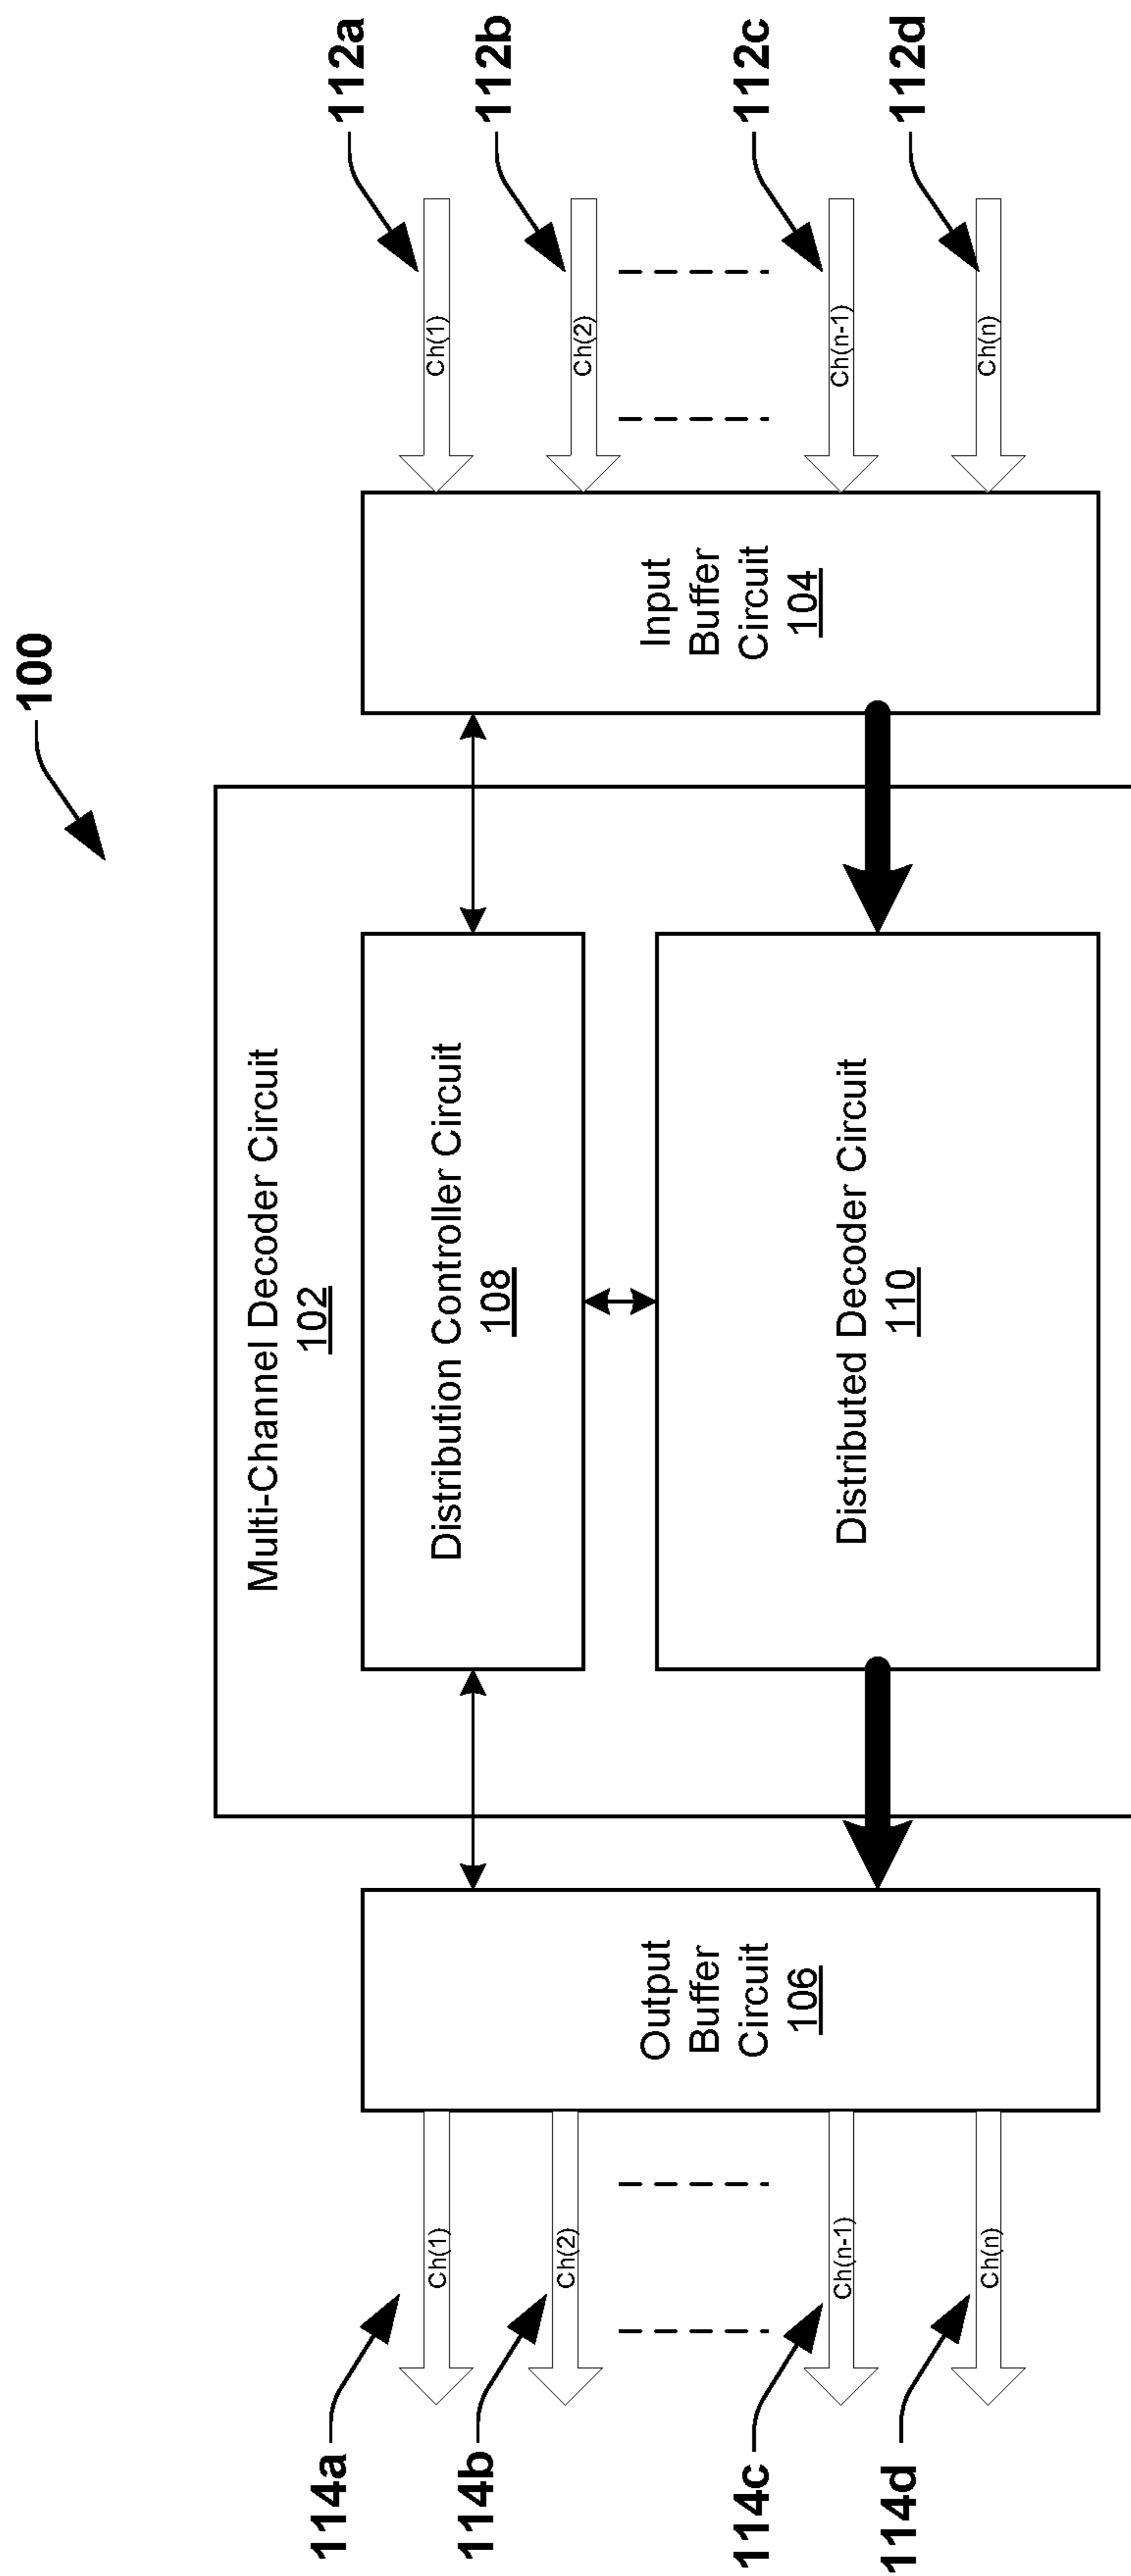 100
112a
112b
112c
112d
Ch(1)
Ch(2)
Ch(n-1)
Ch(n)
Input
Buffer
Circuit
104
Multi-Channel Decoder Circuit
102
Distribution Controller Circuit
108
Distributed Decoder Circuit
110
Output
Buffer
Circuit
106
Ch(1)
Ch(2)
Ch(n-1)
Ch(n)
114a
114b
114c
114d